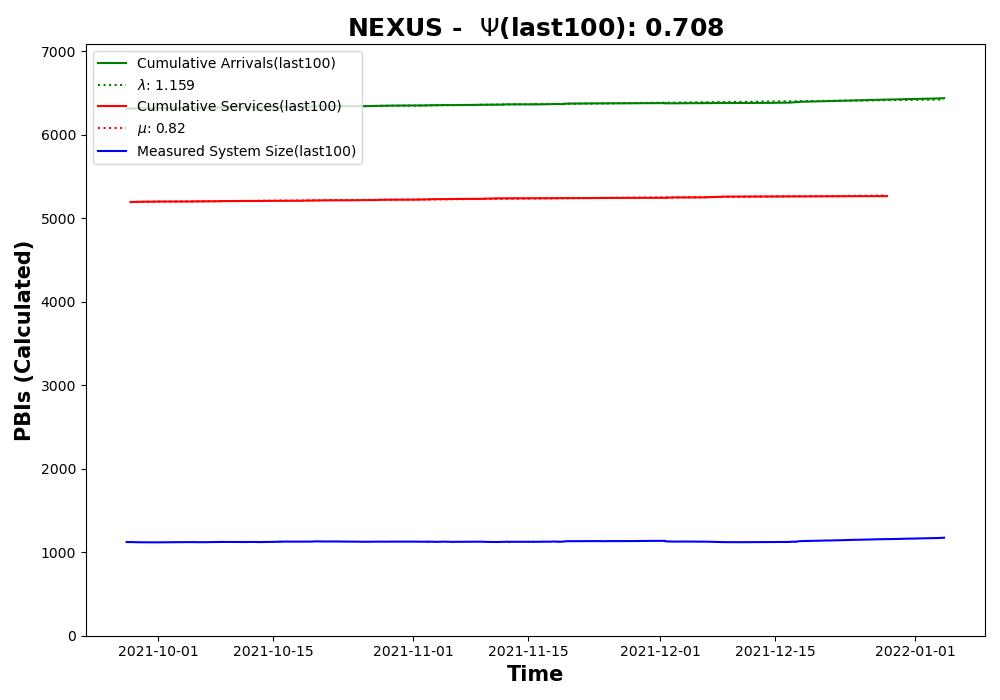 NEXUS - Ψ(last100): 0.708
7000
6000
5000
4000
3000
2000
1000
0
PBIs (Calculated)
Cumulative Arrivals(last100)
λ: 1.159
Cumulative Services(last100)
μ: 0.82
Measured System Size(last100)
2021-10-01 2021-10-15 2021-11-01 2021-11-15 2021-12-01 2021-12-15 2022-01-01
Time